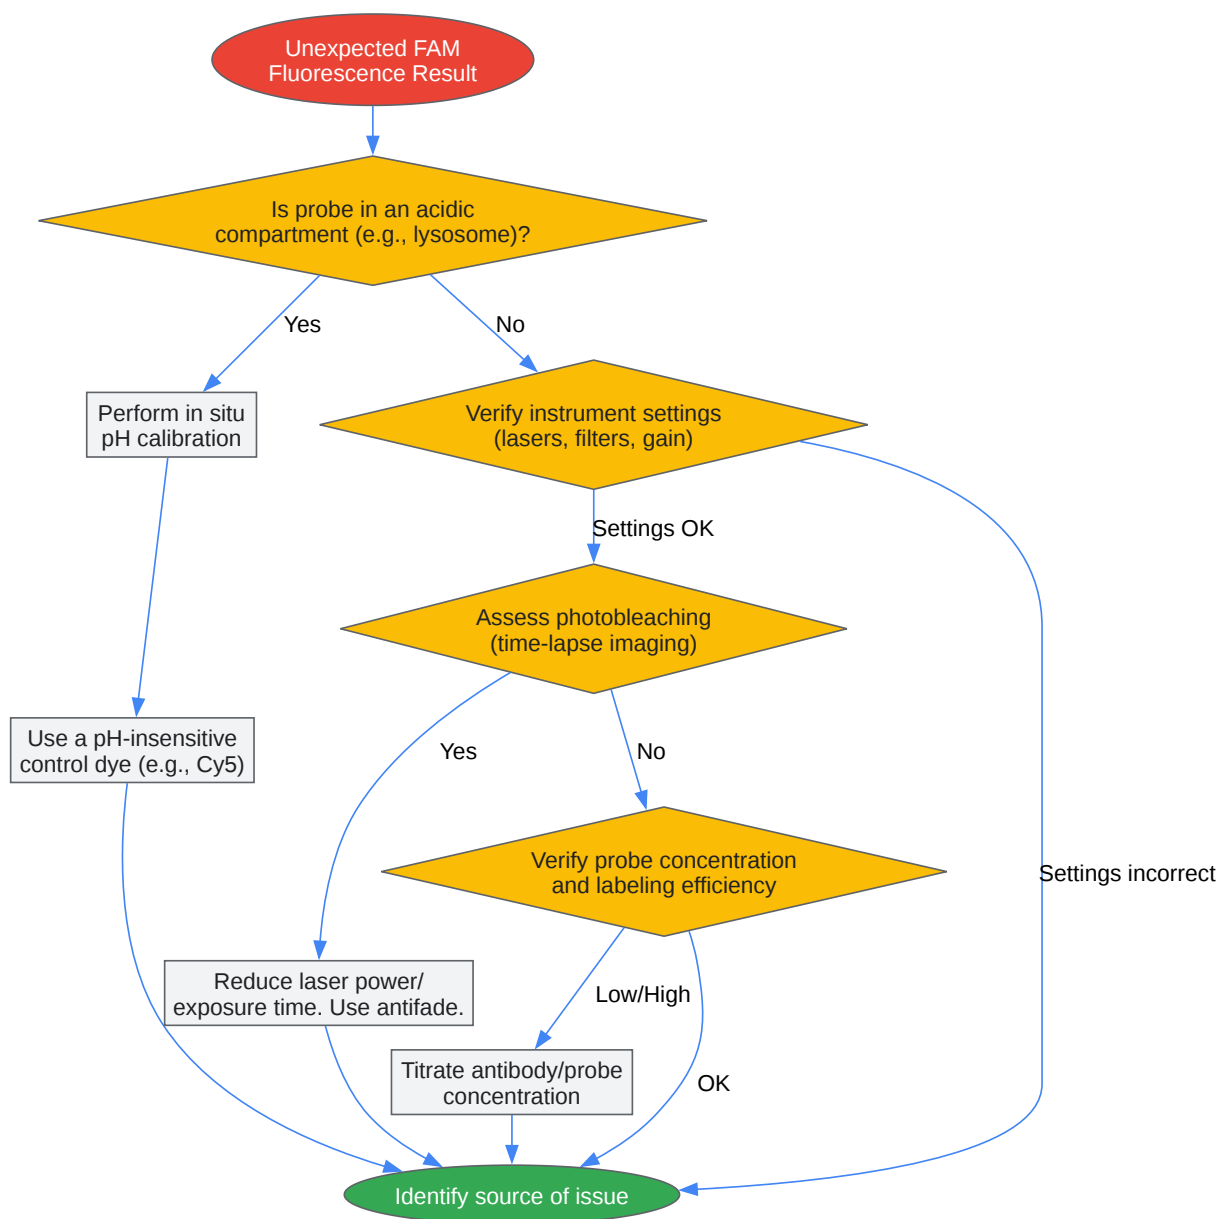 Unexpected FAM
Fluorescence Result
Is probe in an acidic
compartment (e.g., lysosome)?
Yes
No
Perform in situ
pH calibration
Verify instrument settings
(lasers, filters, gain)
Settings OK
Assess photobleaching
(time-lapse imaging)
Use a pH-insensitive
control dye (e.g., Cy5)
Yes
No
Verify probe concentration
and labeling efficiency
Settings incorrect
Reduce laser power/
exposure time. Use antifade.
Low/High
Titrate antibody/probe
concentration
OK
Identify source of issue